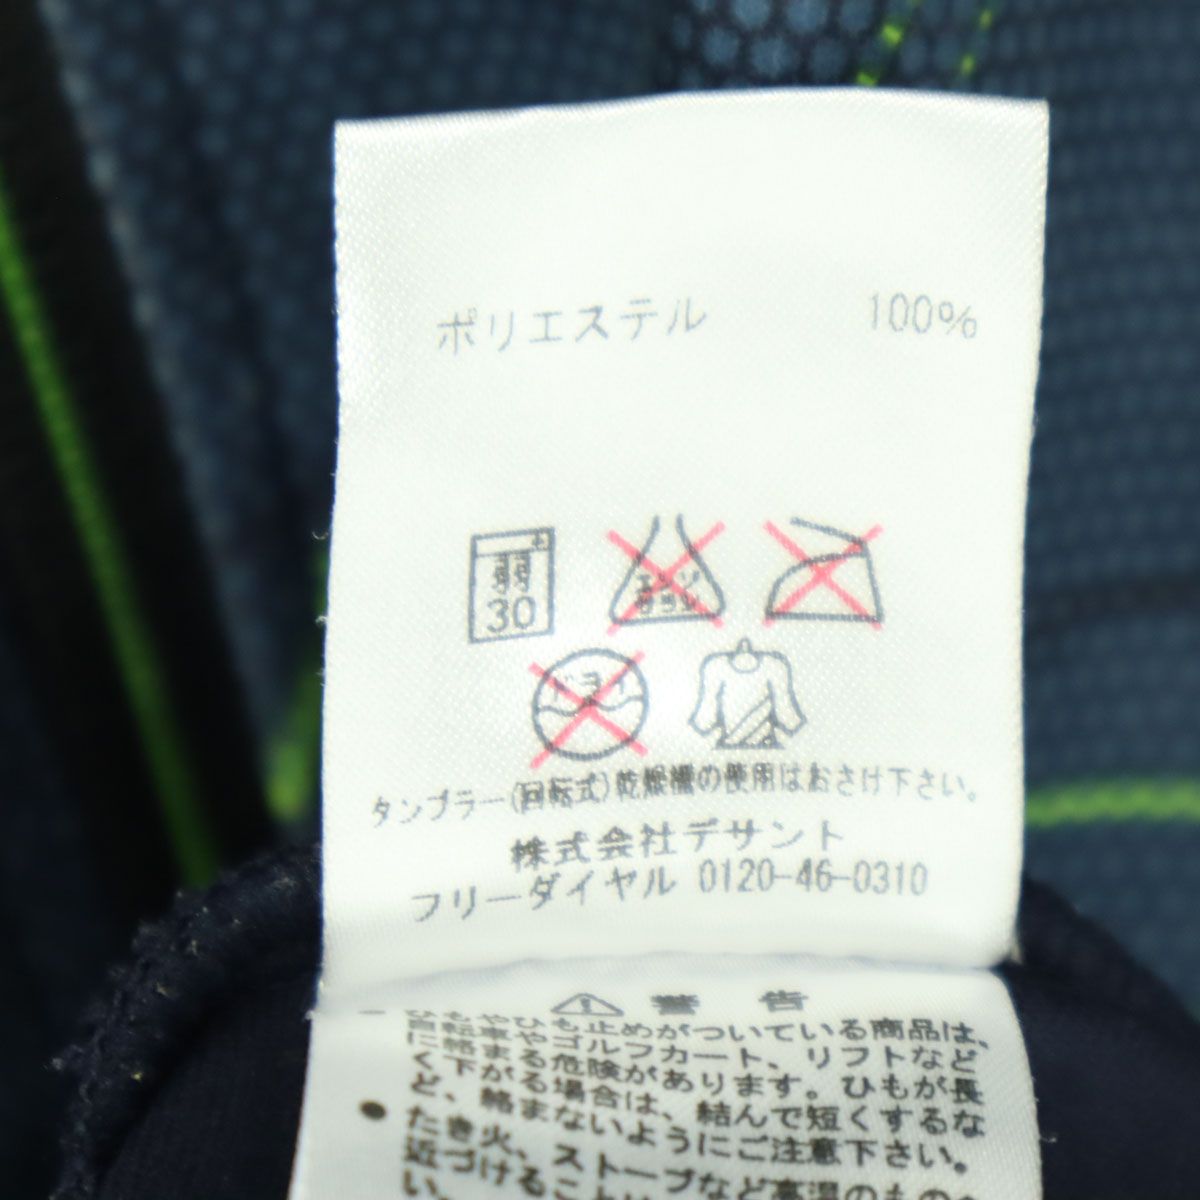 ポリエステル 100%
弱
30
エンソ
サラシ
ドライ
タンブラー(回転式)乾燥機の使用はおさけ下さい。
株式会社デサント
フリーダイヤル 0120-46-0310
警告
ひもやひも止めがついている商品は、
自転車やゴルフカート、リフトなど
に絡まる危険があります。ひもが長
く下がる場合は、結んで短くするな
ど、絡まないようにご注意下さい。
●たき火、ストーブなど高温のもの
近づけること
い。